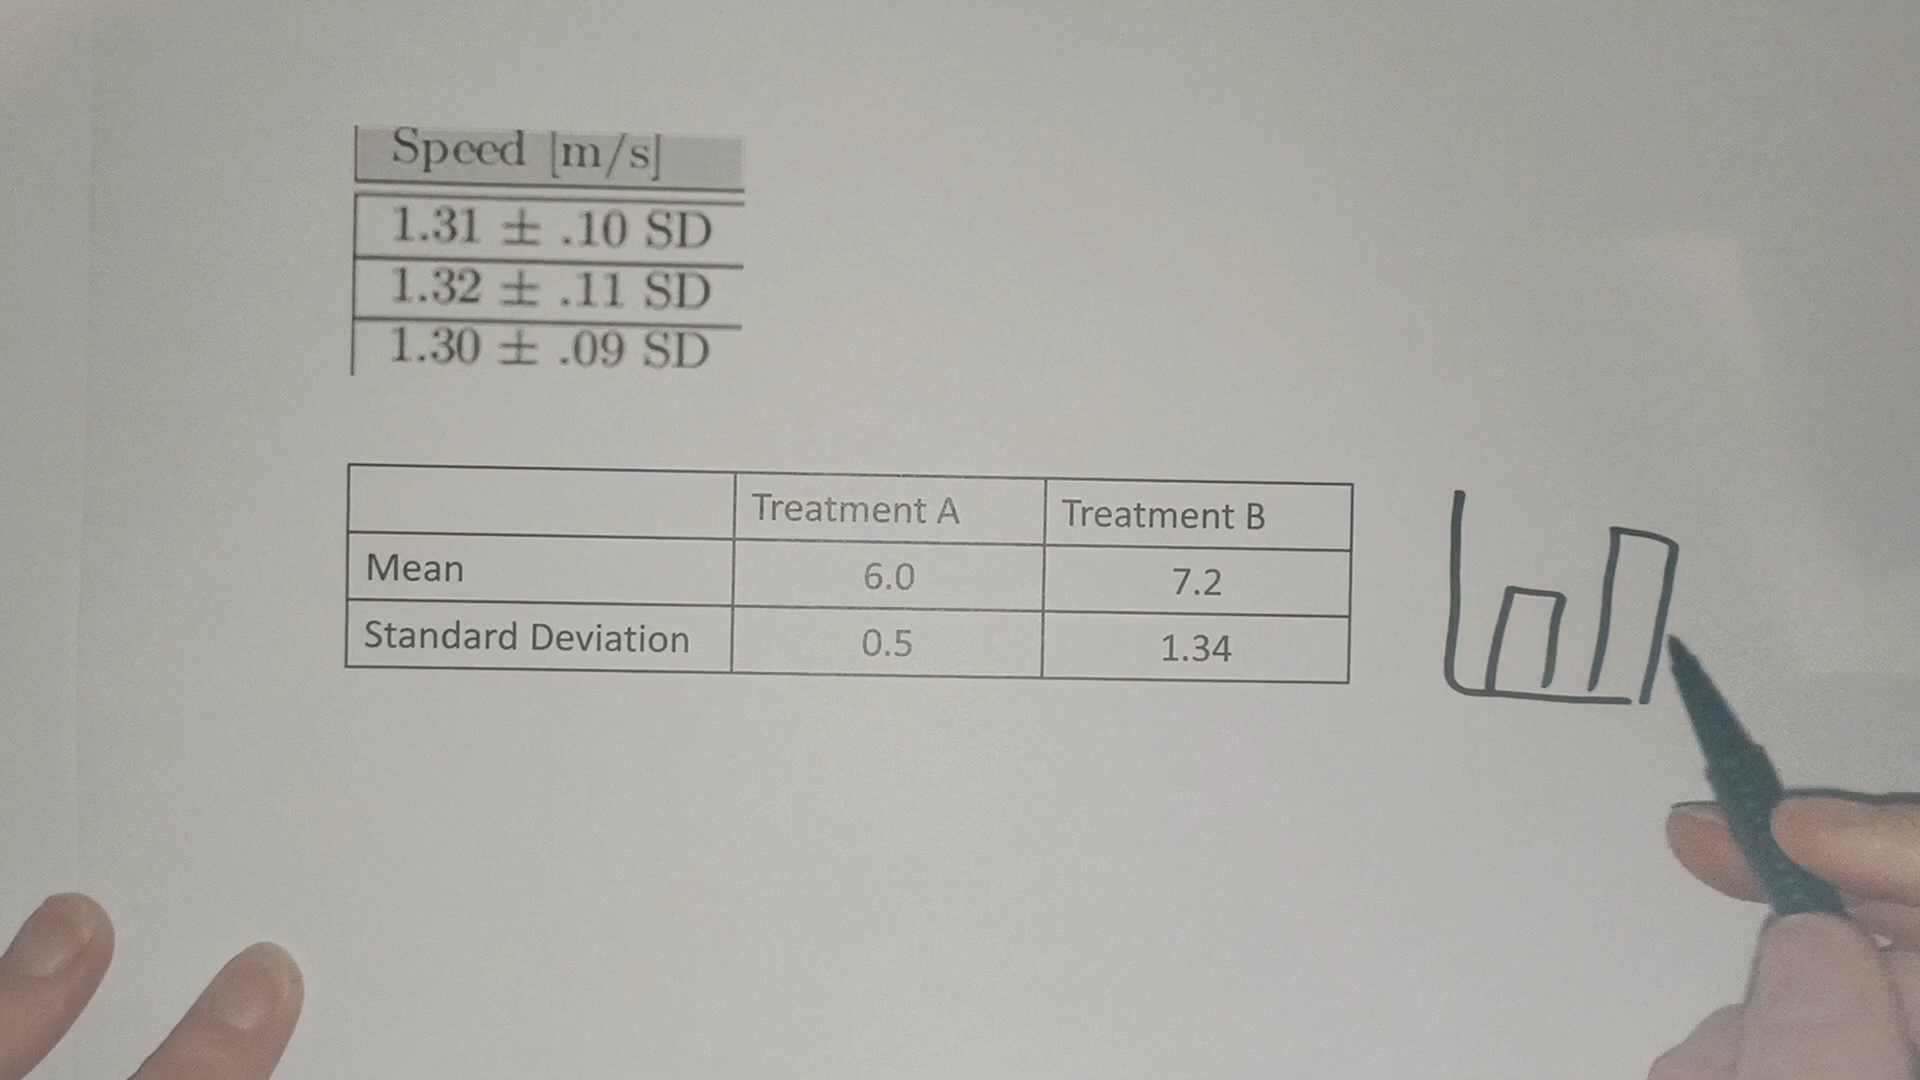 Speed [m/s]
1.31 ± .10 SD
1.32 ± .11 SD
1.30 ± .09 SD
Treatment A Treatment B
Mean 6.0 7.2
Standard Deviation 0.5 1.34